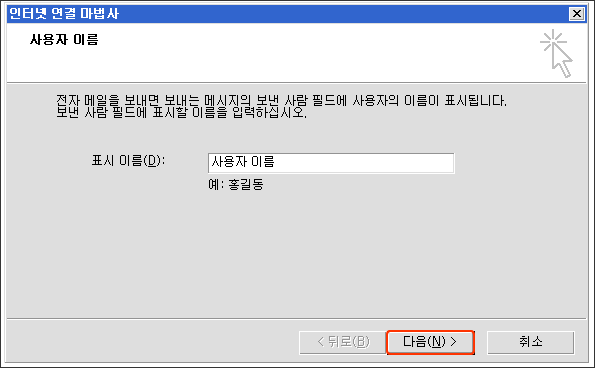 인터넷 연결 마법사
사용자 이름
전자 메일을 보내면 보내는 메시지의 보낸 사람 필드에 사용자의 이름이 표시됩니다.
보낸 사람 필드에 표시할 이름을 입력하십시오.
표시 이름(D): 사용자 이름
예: 홍길동
< 뒤로(B) 다음(N) > 취소